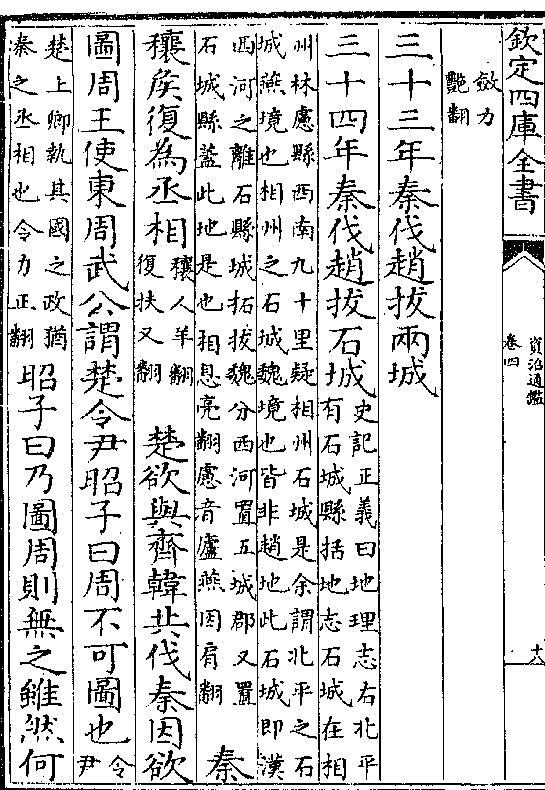 欽定四庫全書
資治通鑑
卷四
十八
歛力
艷翻
三十三年秦伐趙拔兩城
三十四年秦伐趙拔石城
史記正義曰地理志右北平
有石城縣括地志石城在相
州林慮縣西南九十里疑相州石城是余謂北平之石
城燕境也相州之石城魏境也皆非趙地此石城即漢
西河之離石縣城拓拔魏分西河置五城郡又置
石城縣葢此地是也相息亮翻慮音廬燕因肩翻
秦
穰侯復為丞相
穰人羊翻
復扶又翻
楚欲與齊韓共伐秦因欲
圖周王使東周武公謂楚令尹昭子曰周不可圖也
令
尹
楚上卿執其國之政猶
秦之丞相也令力正翻
昭子曰乃圖周則無之雖然何